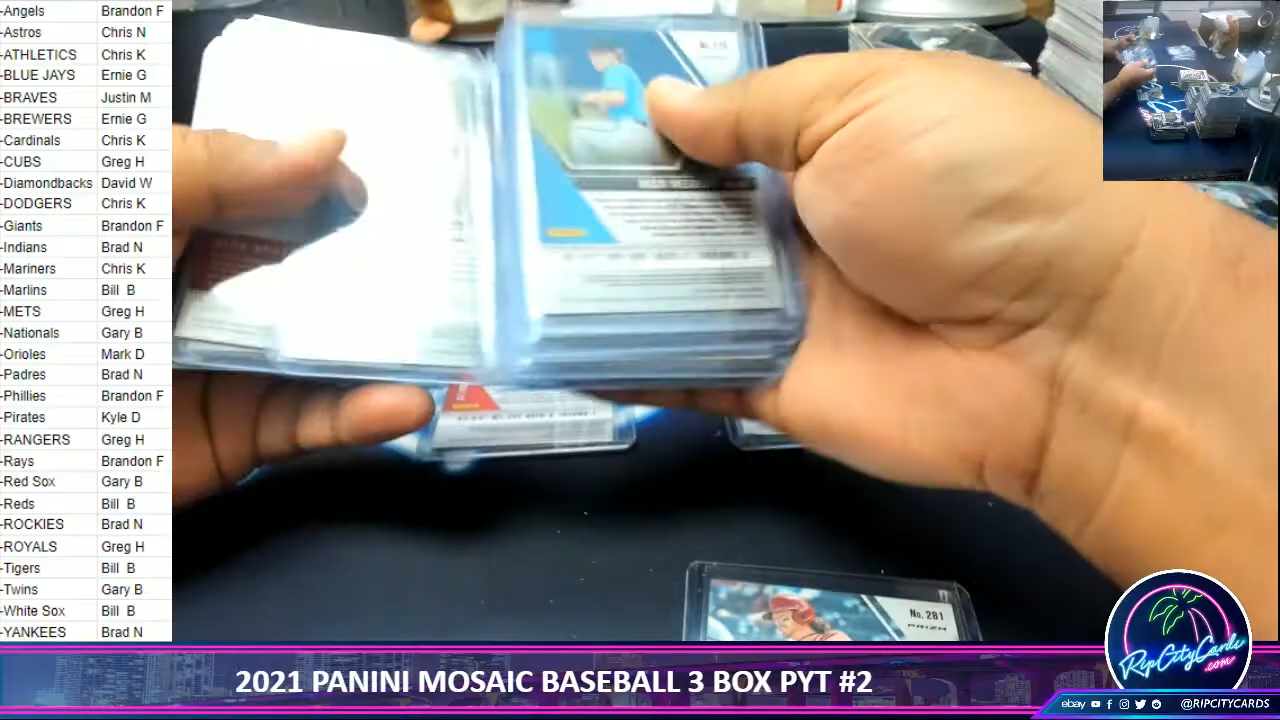 -Angels Brandon F
-Astros Chris N
-ATHLETICS Chris K
-BLUE JAYS Ernie G
-BRAVES Justin M
-BREWERS Ernie G
-Cardinals Chris K
-CUBS Greg H
-Diamondbacks David W
-DODGERS Chris K
-Giants Brandon F
-Indians Brad N
-Mariners Chris K
-Marlins Bill B
-METS Greg H
-Nationals Gary B
-Orioles Mark D
-Padres Brad N
-Phillies Brandon F
-Pirates Kyle D
-RANGERS Greg H
-Rays Brandon F
-Red Sox Gary B
-Reds Bill B
-ROCKIES Brad N
-ROYALS Greg H
-Tigers Bill B
-Twins Gary B
-White Sox Bill B
-YANKEES Brad N
No. 281
PRIZM
RipCityCards
.com
2021 PANINI MOSAIC BASEBALL 3 BOX PYT #2
ebay @RIPCITYCARDS